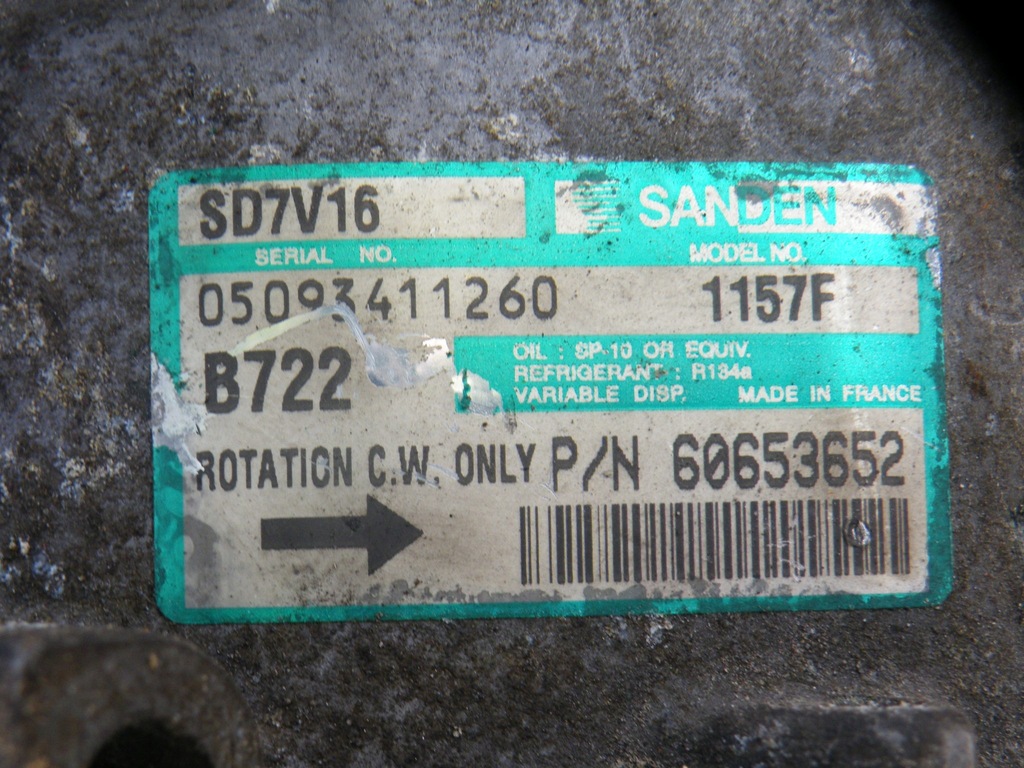 SD7V16 SANDEN
SERIAL NO. MODEL NO.
05093411260 1157F
B722
OIL : SP-10 OR EQUIV.
REFRIGERANT : R134a
VARIABLE DISP. MADE IN FRANCE
ROTATION C.W. ONLY P/N 60653652